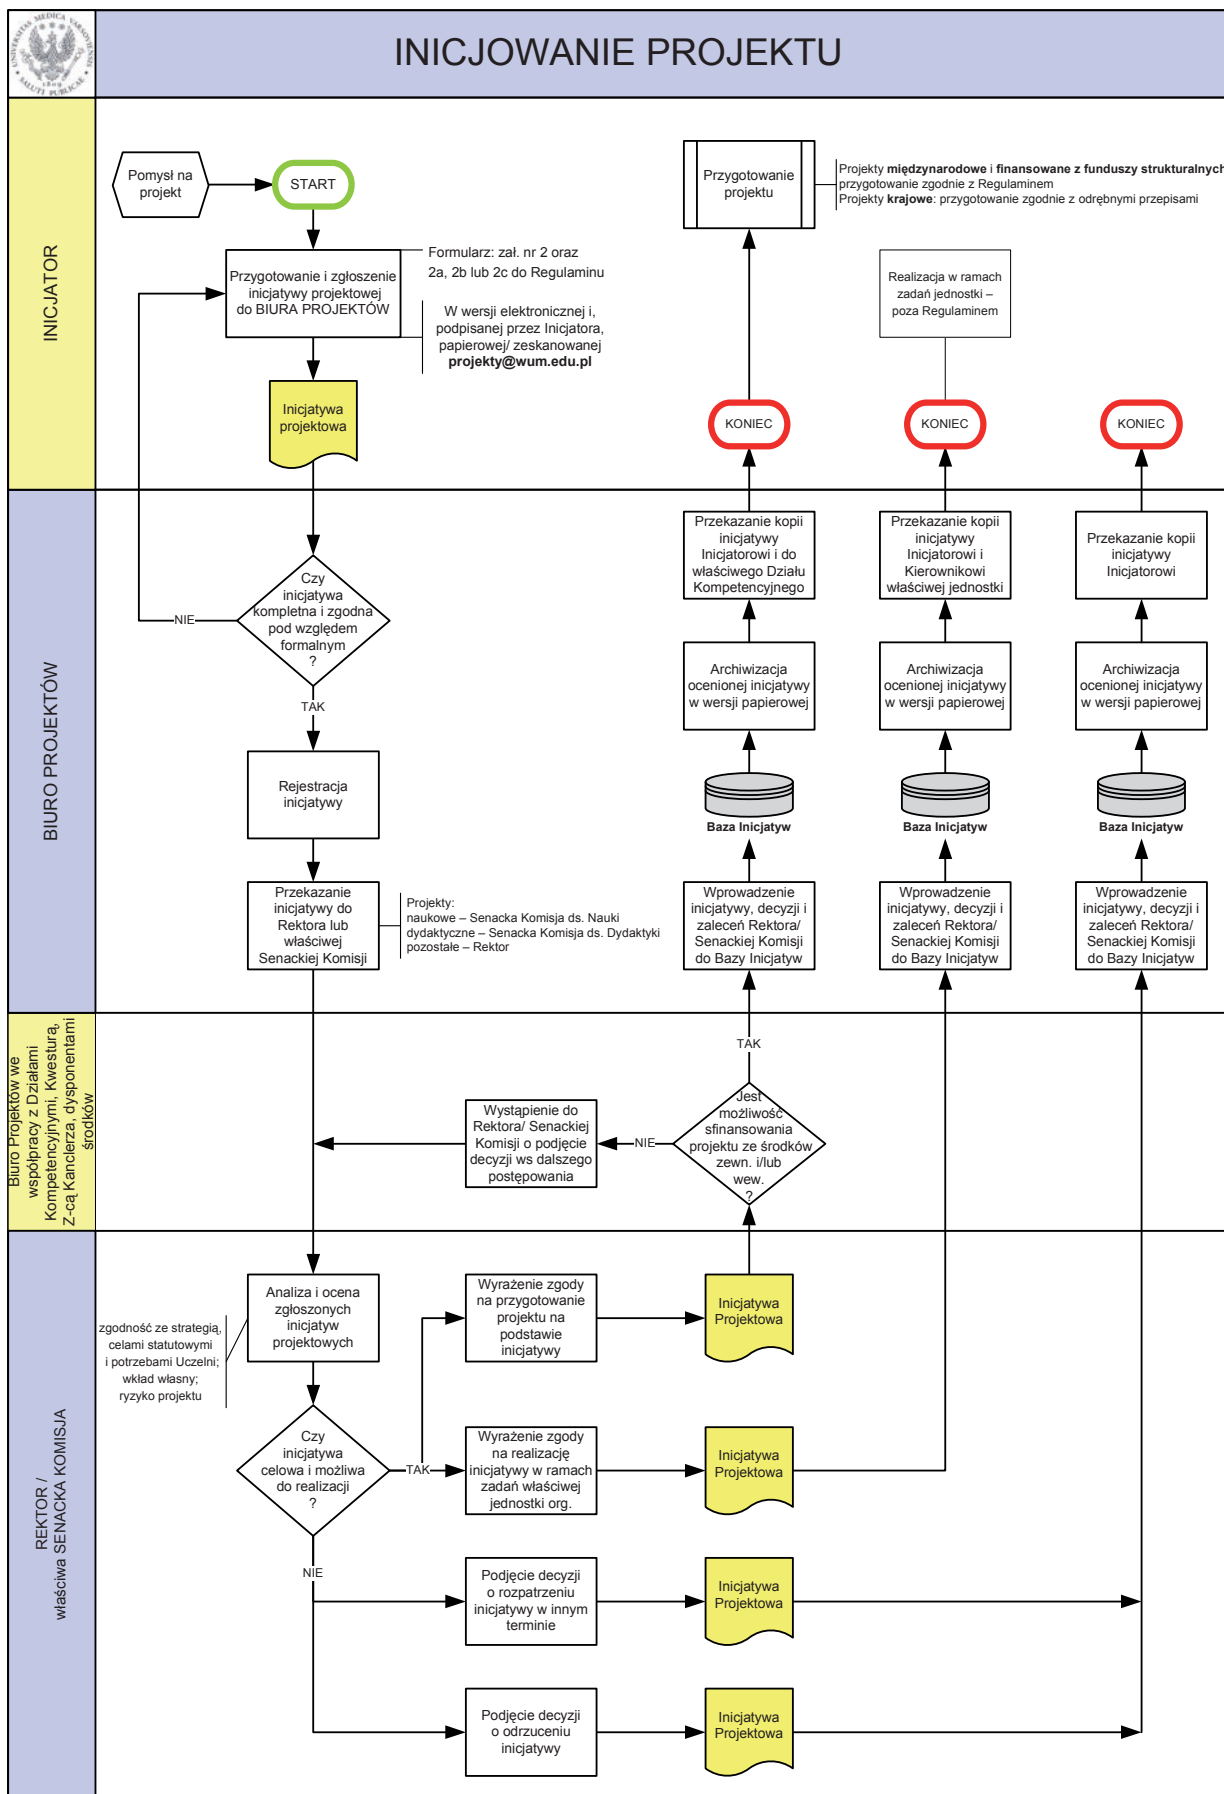 UNIVERSITAS MEDICA VARSOVIENSIS
SALUTI PUBLICAE
1809
INICJOWANIE PROJEKTU
INICJATOR
Pomysł na
projekt
START
Przygotowanie i zgłoszenie
inicjatywy projektowej
do BIURA PROJEKTÓW
Formularz: zał. nr 2 oraz
2a, 2b lub 2c do Regulaminu
W wersji elektronicznej i,
podpisanej przez Inicjatora,
papierowej/ zeskanowanej
projekty@wum.edu.pl
Inicjatywa
projektowa
Przygotowanie
projektu
Projekty międzynarodowe i finansowane z funduszy strukturalnych
przygotowanie zgodnie z Regulaminem
Projekty krajowe: przygotowanie zgodnie z odrębnymi przepisami
Realizacja w ramach
zadań jednostki –
poza Regulaminem
KONIEC
KONIEC
KONIEC
BIURO PROJEKTÓW
Czy
inicjatywa
kompletna i zgodna
pod względem
formalnym
?
NIE
TAK
Rejestracja
inicjatywy
Przekazanie
inicjatywy do
Rektora lub
właściwej
Senackiej Komisji
Projekty:
naukowe – Senacka Komisja ds. Nauki
dydaktyczne – Senacka Komisja ds. Dydaktyki
pozostałe – Rektor
Przekazanie kopii
inicjatywy
Inicjatorowi i do
właściwego Działu
Kompetencyjnego
Przekazanie kopii
inicjatywy
Inicjatorowi i
Kierownikowi
właściwej jednostki
Przekazanie kopii
inicjatywy
Inicjatorowi
Archiwizacja
ocenionej inicjatywy
w wersji papierowej
Archiwizacja
ocenionej inicjatywy
w wersji papierowej
Archiwizacja
ocenionej inicjatywy
w wersji papierowej
Baza Inicjatyw
Baza Inicjatyw
Baza Inicjatyw
Wprowadzenie
inicjatywy, decyzji i
zaleceń Rektora/
Senackiej Komisji
do Bazy Inicjatyw
Wprowadzenie
inicjatywy, decyzji i
zaleceń Rektora/
Senackiej Komisji
do Bazy Inicjatyw
Wprowadzenie
inicjatywy, decyzji i
zaleceń Rektora/
Senackiej Komisji
do Bazy Inicjatyw
Biuro Projektów we
współpracy z Działami
Kompetencyjnymi, Kwesturą,
Z-cą Kanclerza, dysponentami
środków
TAK
Jest
możliwość
sfinansowania
projektu ze środków
zewn. i/lub
wew.
?
NIE
Wystąpienie do
Rektora/ Senackiej
Komisji o podjęcie
decyzji ws dalszego
postępowania
REKTOR /
właściwa SENACKA KOMISJA
Analiza i ocena
zgłoszonych
inicjatyw
projektowych
zgodność ze strategią,
celami statutowymi
i potrzebami Uczelni;
wkład własny;
ryzyko projektu
Czy
inicjatywa
celowa i możliwa
do realizacji
?
TAK
NIE
Wyrażenie zgody
na przygotowanie
projektu na
podstawie
inicjatywy
Inicjatywa
Projektowa
Wyrażenie zgody
na realizację
inicjatywy w ramach
zadań właściwej
jednostki org.
Inicjatywa
Projektowa
Podjęcie decyzji
o rozpatrzeniu
inicjatywy w innym
terminie
Inicjatywa
Projektowa
Podjęcie decyzji
o odrzuceniu
inicjatywy
Inicjatywa
Projektowa